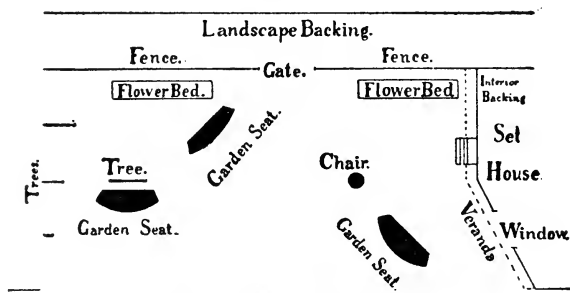 Landscape Backing.
Fence.
Fence.
Gate.
Flower Bed.
Flower Bed
Interior
Backing
Garden Seat.
Set
House.
Trees.
Tree.
Chair.
Garden Seat.
Garden Seat.
Veranda
Window.